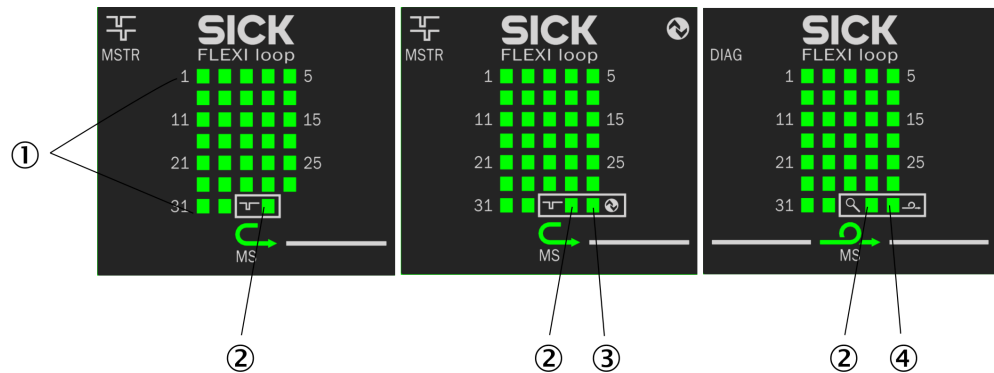 SICK
MSTR
FLEXI loop
1 5
11 15
21 25
31
MS
SICK
MSTR
FLEXI loop
1 5
11 15
21 25
31
MS
SICK
DIAG
FLEXI loop
1 5
11 15
21 25
31
MS
①
② ② ③ ② ④